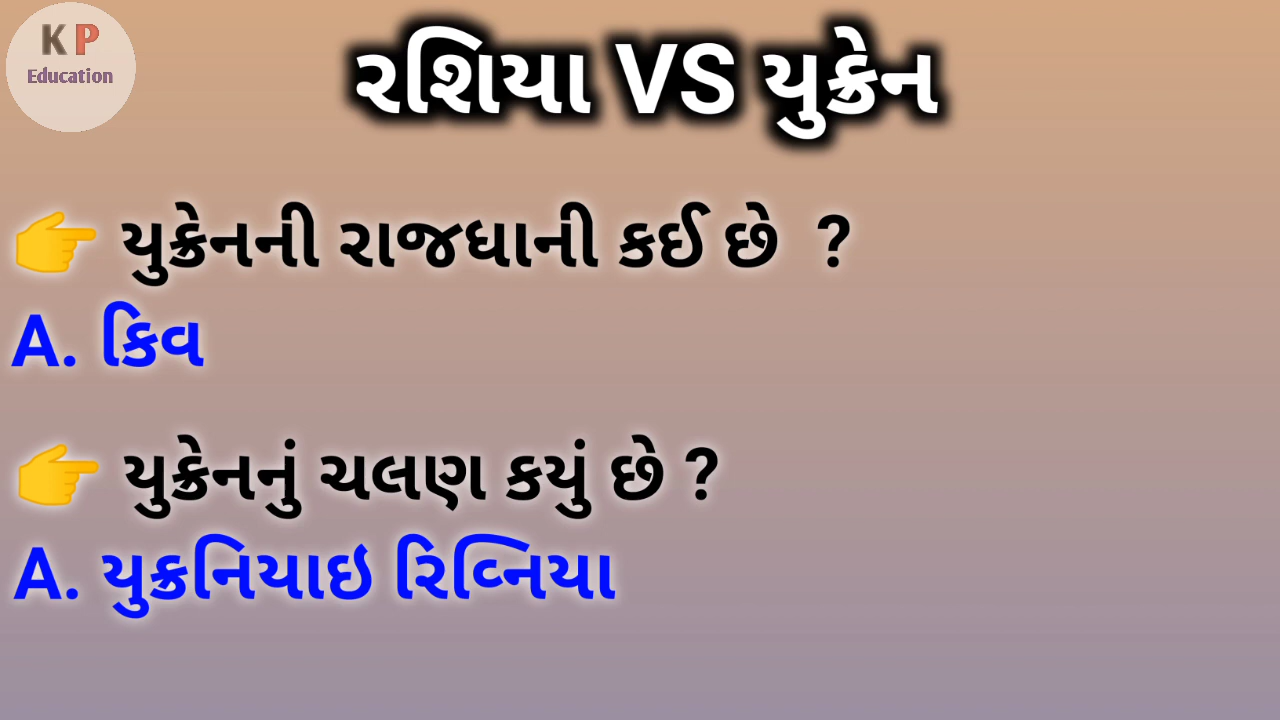 K P
Education
રશિયા VS યુક્રેન
👉 યુક્રેનની રાજધાની કઈ છે ?
A. કિવ
👉 યુક્રેનનું ચલણ કયું છે ?
A. યુક્રનિયાઇ રિવ્નિયા